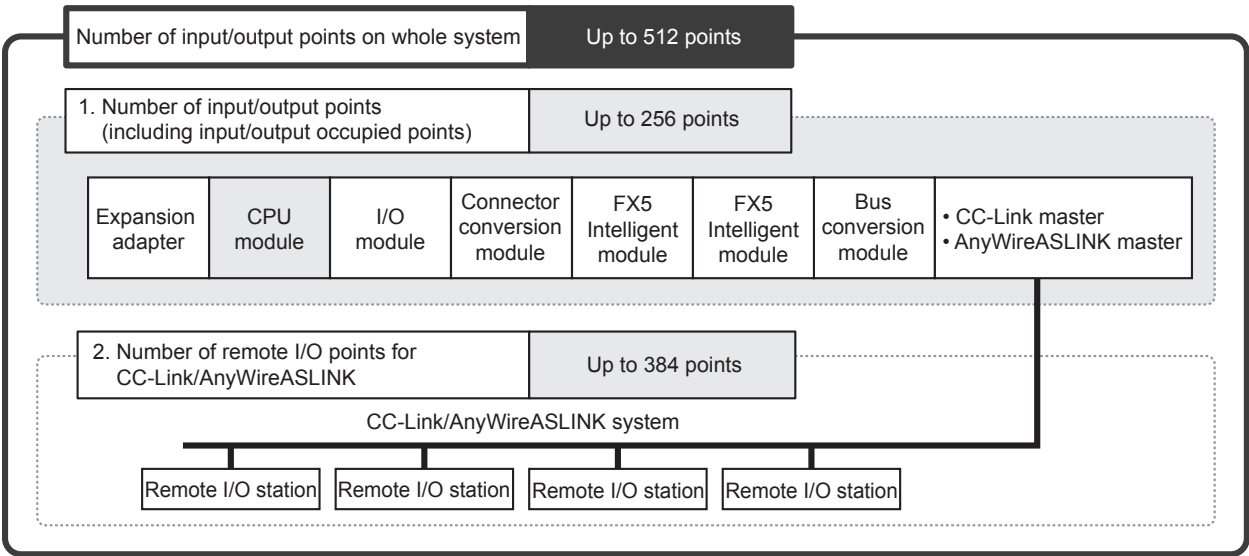 Number of input/output points on whole system
Up to 512 points
1. Number of input/output points
(including input/output occupied points)
Up to 256 points
Expansion
adapter
CPU
module
I/O
module
Connector
conversion
module
FX5
Intelligent
module
FX5
Intelligent
module
Bus
conversion
module
• CC-Link master
• AnyWireASLINK master
2. Number of remote I/O points for
CC-Link/AnyWireASLINK
Up to 384 points
CC-Link/AnyWireASLINK system
Remote I/O station
Remote I/O station
Remote I/O station
Remote I/O station